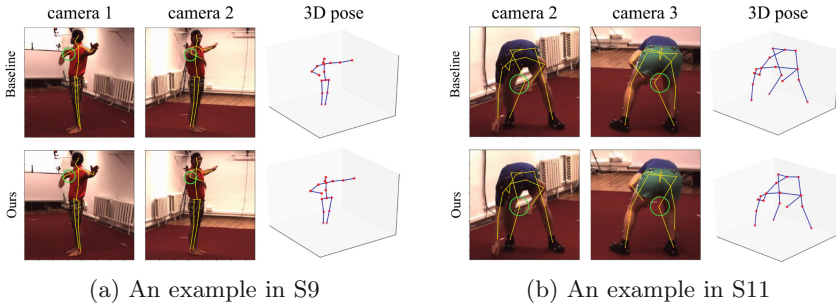 camera 1 camera 2 3D pose camera 2 camera 3 3D pose
Baseline Baseline
Ours Ours
(a) An example in S9 (b) An example in S11